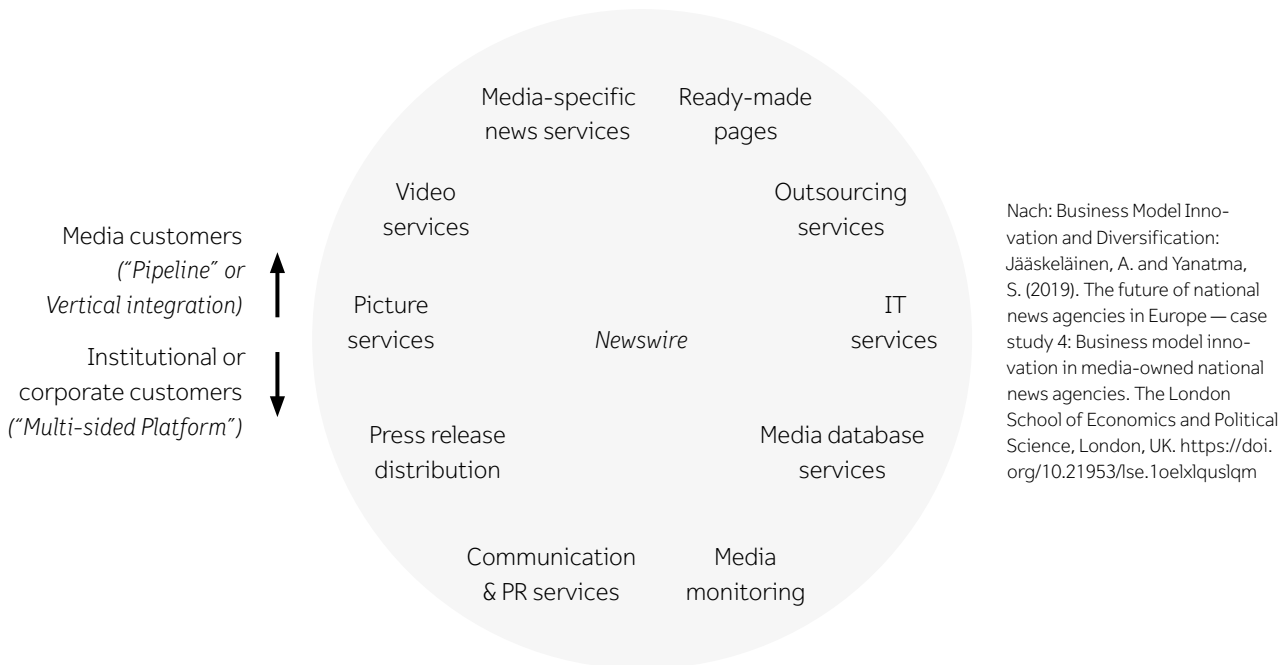 Media-specific
news services
Ready-made
pages
Video
services
Outsourcing
services
Media customers
(“Pipeline” or
Vertical integration)
Institutional or
corporate customers
(“Multi-sided Platform”)
Picture
services
Newswire
IT
services
Press release
distribution
Media database
services
Communication
& PR services
Media
monitoring
Nach: Business Model Inno-
vation and Diversification:
Jääskeläinen, A. and Yanatma,
S. (2019). The future of national
news agencies in Europe — case
study 4: Business model inno-
vation in media-owned national
news agencies. The London
School of Economics and Political
Science, London, UK. https://doi.
org/10.21953/lse.1oelxlquslqm